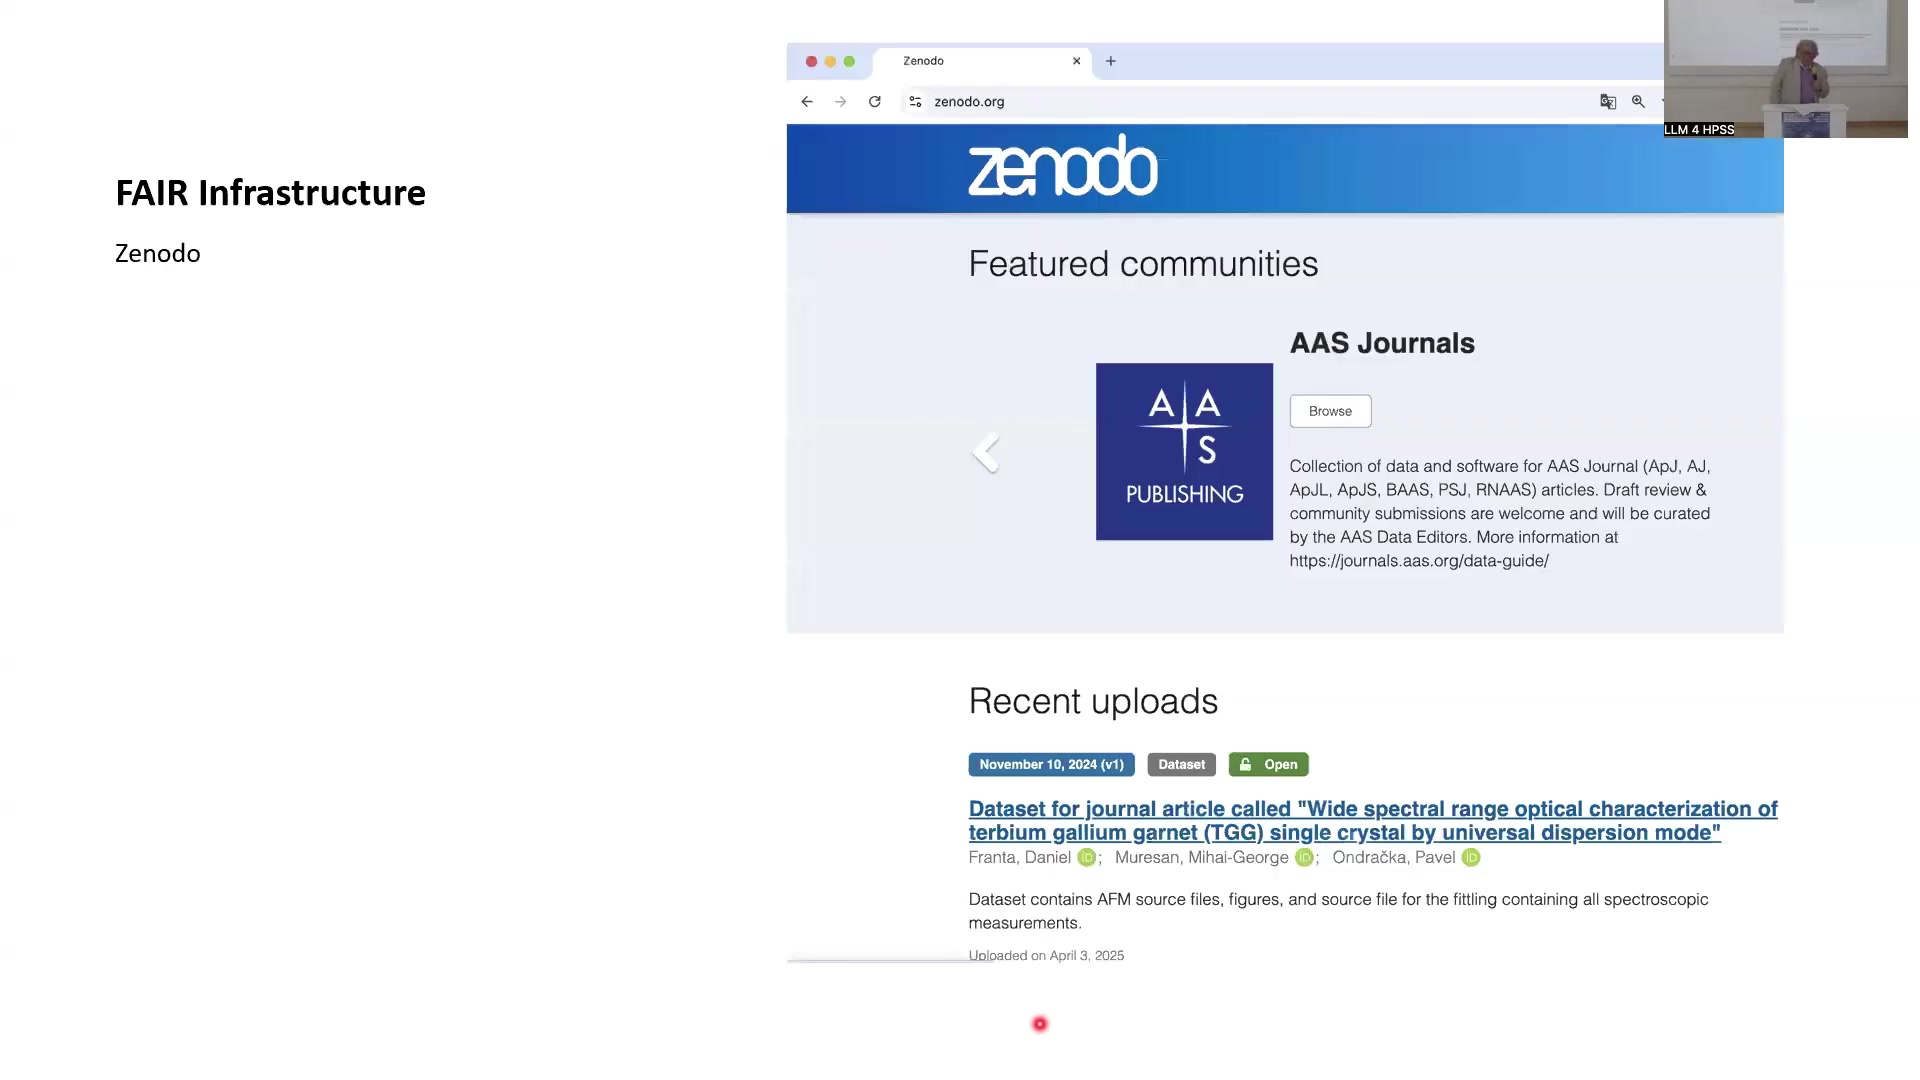 FAIR Infrastructure
Zenodo
Zenodo
zenodo.org
zenodo
Featured communities
AAS Journals
A A
S
PUBLISHING
Browse
Collection of data and software for AAS Journal (ApJ, AJ,
ApJL, ApJS, BAAS, PSJ, RNAAS) articles. Draft review &
community submissions are welcome and will be curated
by the AAS Data Editors. More information at
https://journals.aas.org/data-guide/
Recent uploads
November 10, 2024 (v1) Dataset Open
Dataset for journal article called "Wide spectral range optical characterization of
terbium gallium garnet (TGG) single crystal by universal dispersion mode"
Franta, Daniel iD; Muresan, Mihai-George iD; Ondračka, Pavel iD
Dataset contains AFM source files, figures, and source file for the fittling containing all spectroscopic
measurements.
Uploaded on April 3, 2025
LLM 4 HPSS